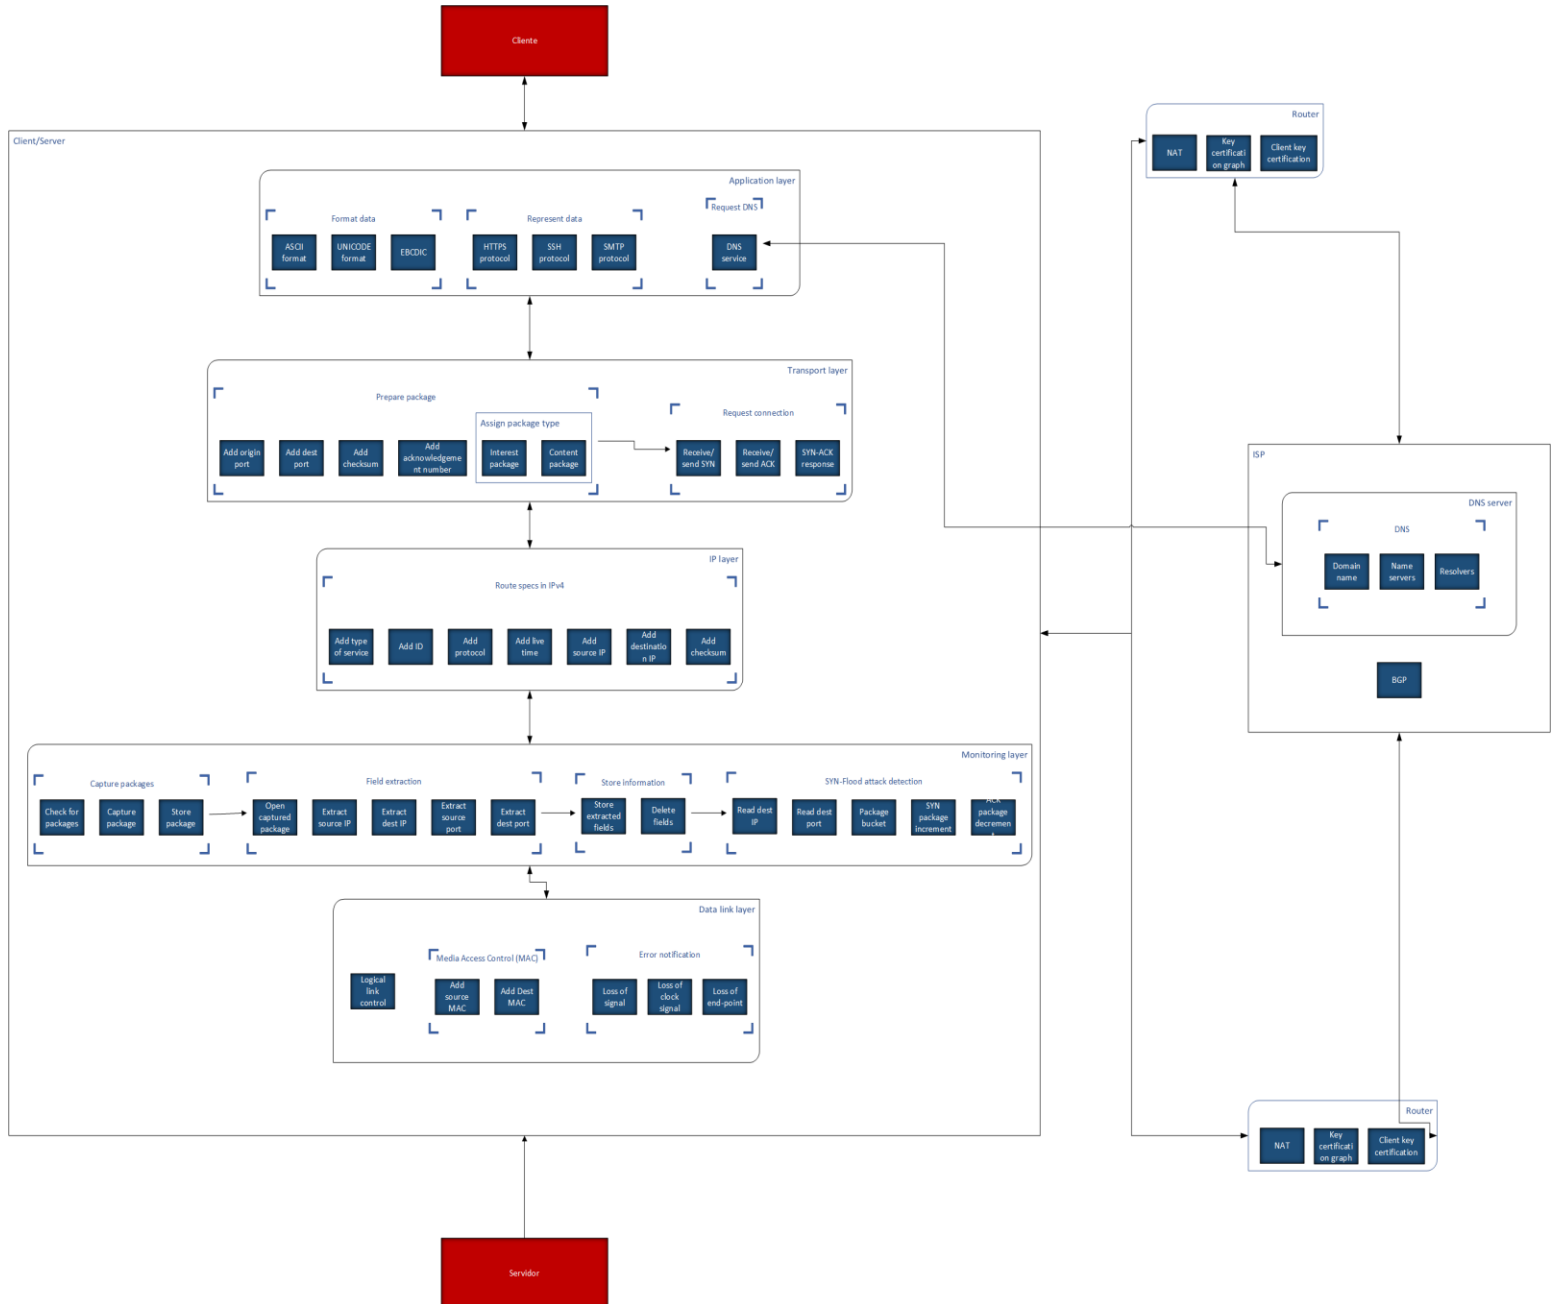 Cliente
Client/Server
Application layer
Format data
ASCII
format
UNICODE
format
EBCDIC
Represent data
HTTPS
protocol
SSH
protocol
SMTP
protocol
Request DNS
DNS
service
Transport layer
Prepare package
Add origin
port
Add dest
port
Add
checksum
Add
acknowledgeme
nt number
Assign package type
Interest
package
Content
package
Request connection
Receive/
send SYN
Receive/
send ACK
SYN-ACK
response
IP layer
Route specs in IPv4
Add type
of service
Add ID
Add
protocol
Add live
time
Add
source IP
Add
destinatio
n IP
Add
checksum
Monitoring layer
Capture packages
Check for
packages
Capture
package
Store
package
Field extraction
Open
captured
package
Extract
source IP
Extract
dest IP
Extract
source
port
Extract
dest port
Store information
Store
extracted
fields
Delete
fields
SYN-Flood attack detection
Read dest
IP
Read dest
port
Package
bucket
SYN
package
increment
ACK
package
decremen
Data link layer
Logical
link
control
Media Access Control (MAC)
Add
source
MAC
Add Dest
MAC
Error notification
Loss of
signal
Loss of
clock
signal
Loss of
end-point
Servidor
Router
NAT
Key
certificati
on graph
Client key
certification
ISP
DNS server
DNS
Domain
name
Name
servers
Resolvers
BGP
Router
NAT
Key
certificati
on graph
Client key
certification